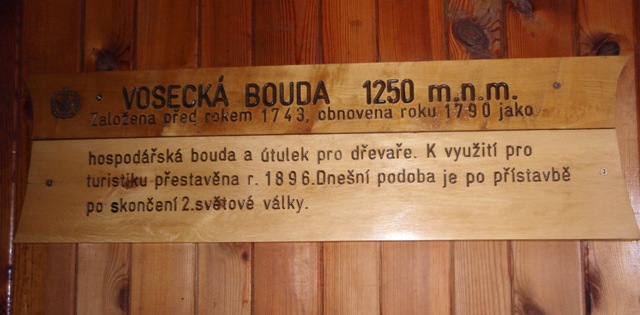 VOSECKÁ BOUDA 1250 m.n.m.
Založena před rokem 1743, obnovena roku 1790 jako
hospodářská bouda a útulek pro dřevaře. K využití pro
turistiku přestavěna r. 1896.Dnešní podoba je po přístavbě
po skončení 2.světové války.